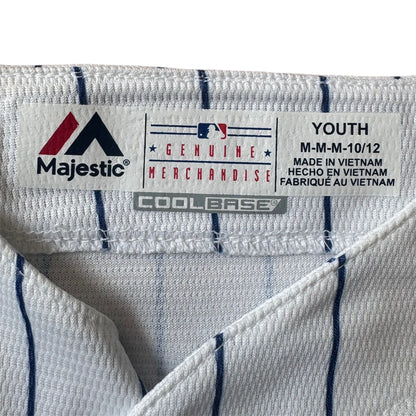 Majestic®
GENUINE
MERCHANDISE
COOLBASE
YOUTH
M-M-M-10/12
MADE IN VIETNAM
HECHO EN VIETNAM
FABRIQUÉ AU VIETNAM